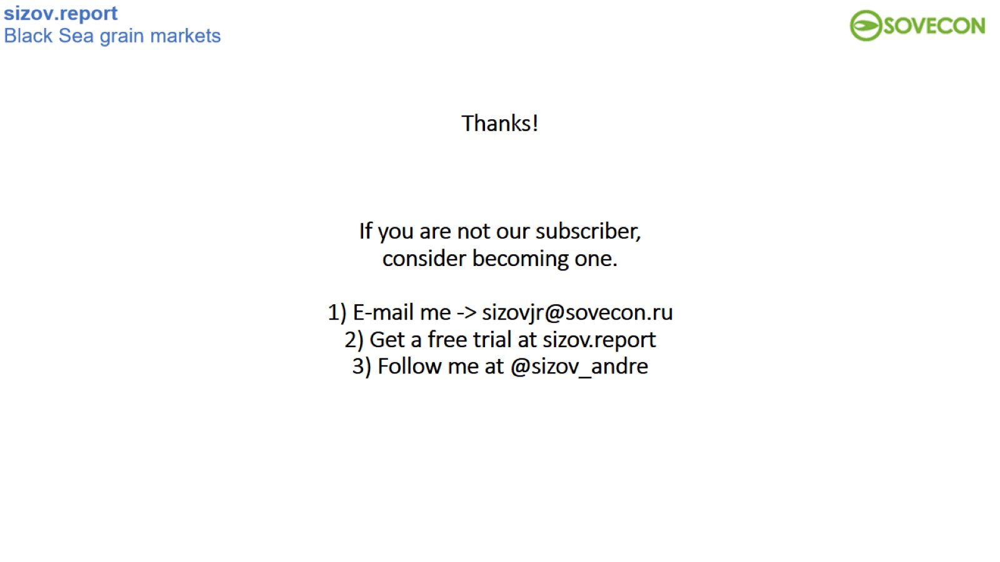 sizov.report
Black Sea grain markets
SOVECON
Thanks!
If you are not our subscriber,
consider becoming one.
1) E-mail me -> sizovjr@sovecon.ru
2) Get a free trial at sizov.report
3) Follow me at @sizov_andre